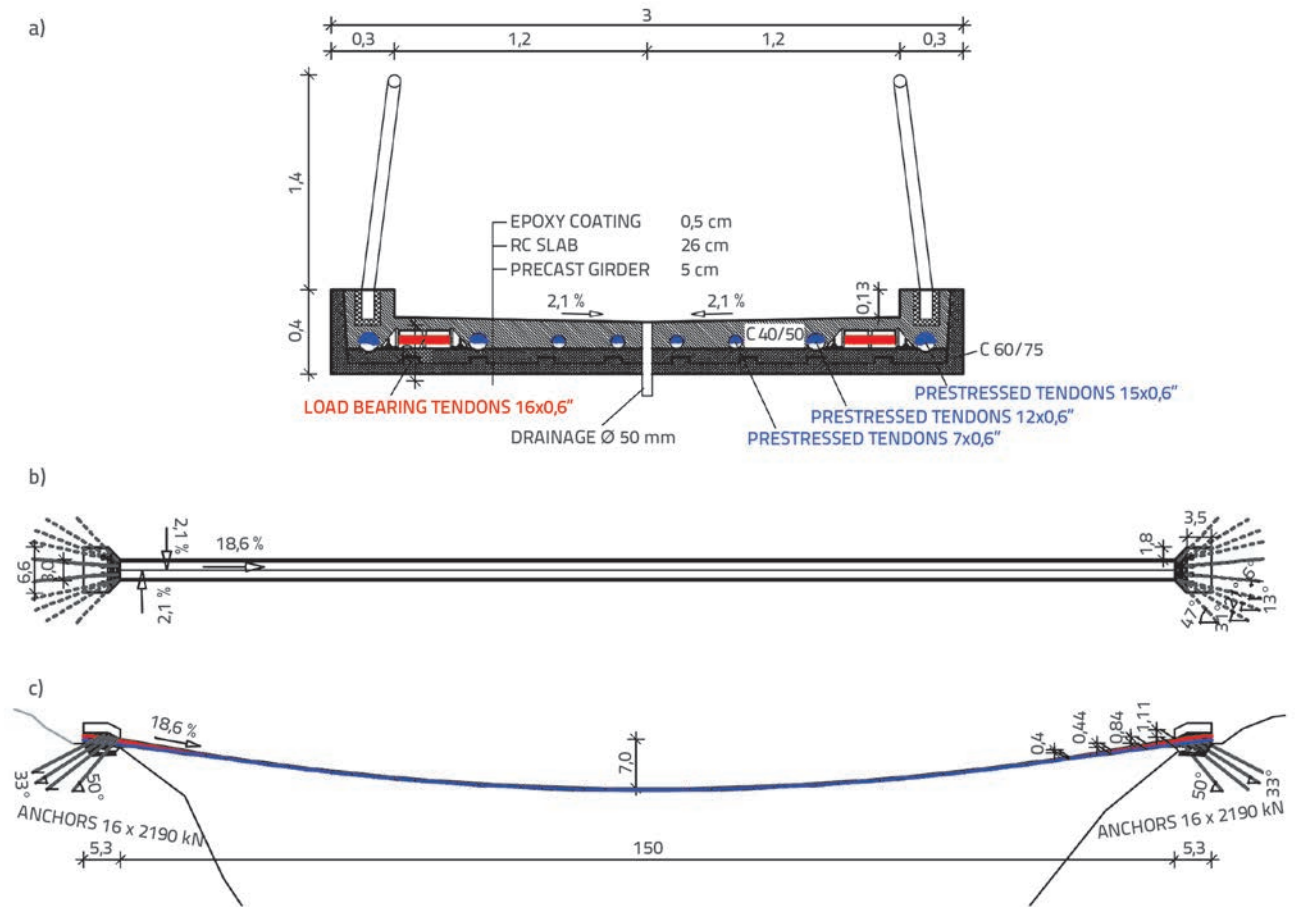 a)
3
0,3
1,2
1,2
0,3
1,4
0,4
EPOXY COATING 0,5 cm
RC SLAB 26 cm
PRECAST GIRDER 5 cm
2,1 %
2,1 %
0,13
C 40/50
C 60/75
LOAD BEARING TENDONS 16x0,6"
PRESTRESSED TENDONS 15x0,6"
PRESTRESSED TENDONS 12x0,6"
PRESTRESSED TENDONS 7x0,6"
DRAINAGE Ø 50 mm
b)
6,6
3,0
2,1 %
2,1 %
18,6 %
1,8
3,5
47°
31°
6°
13°
c)
18,6 %
7,0
0,4
0,44
0,84
1,11
33°
50°
50°
33°
ANCHORS 16 x 2190 kN
ANCHORS 16 x 2190 kN
5,3
150
5,3